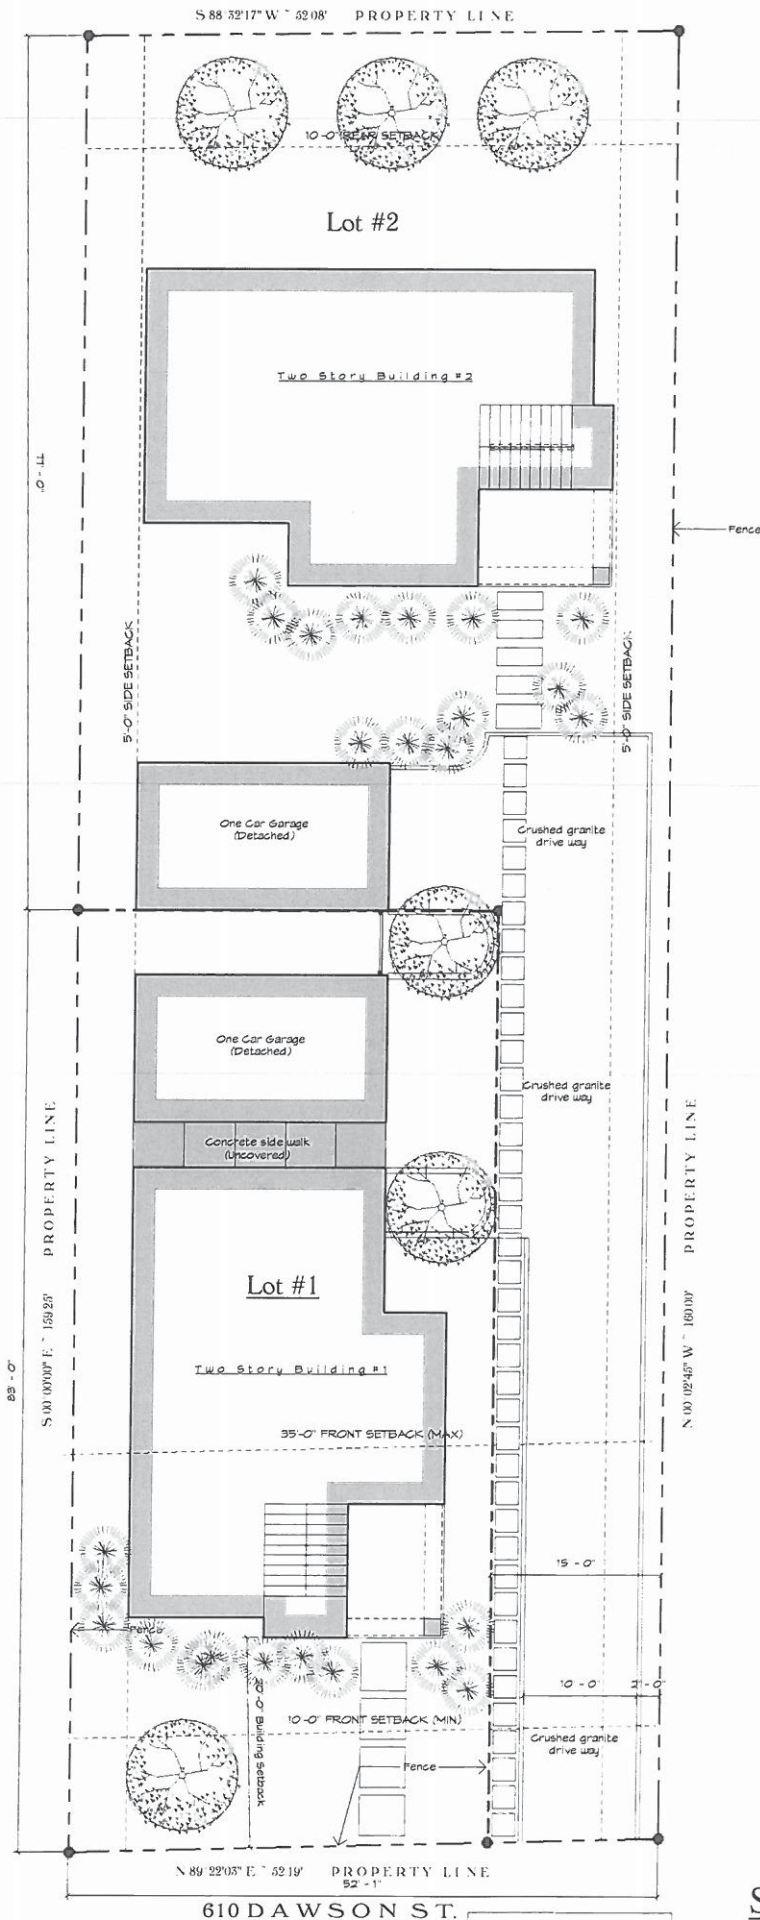 S 88°32'17" W ~ 52.08' PROPERTY LINE
10'-0" REAR SETBACK
Lot #2
Two Story Building #2
77'-0"
Fence
5'-0" SIDE SETBACK
5'-0" SIDE SETBACK
One Car Garage
(Detached)
Crushed granite
drive way
One Car Garage
(Detached)
Crushed granite
drive way
Concrete side walk
(Uncovered)
S 00°00'00" E ~ 159.25' PROPERTY LINE
N 00°02'45" W ~ 160.00' PROPERTY LINE
Lot #1
Two Story Building #1
83'-0"
35'-0" FRONT SETBACK (MAX)
15'-0"
Fence
10'-0" 2'-0"
20'-0" Building Setback
10'-0" FRONT SETBACK (MIN)
Crushed granite
drive way
Fence
N 89°22'03" E ~ 52.19' PROPERTY LINE
52'-1"
610 DAWSON ST.